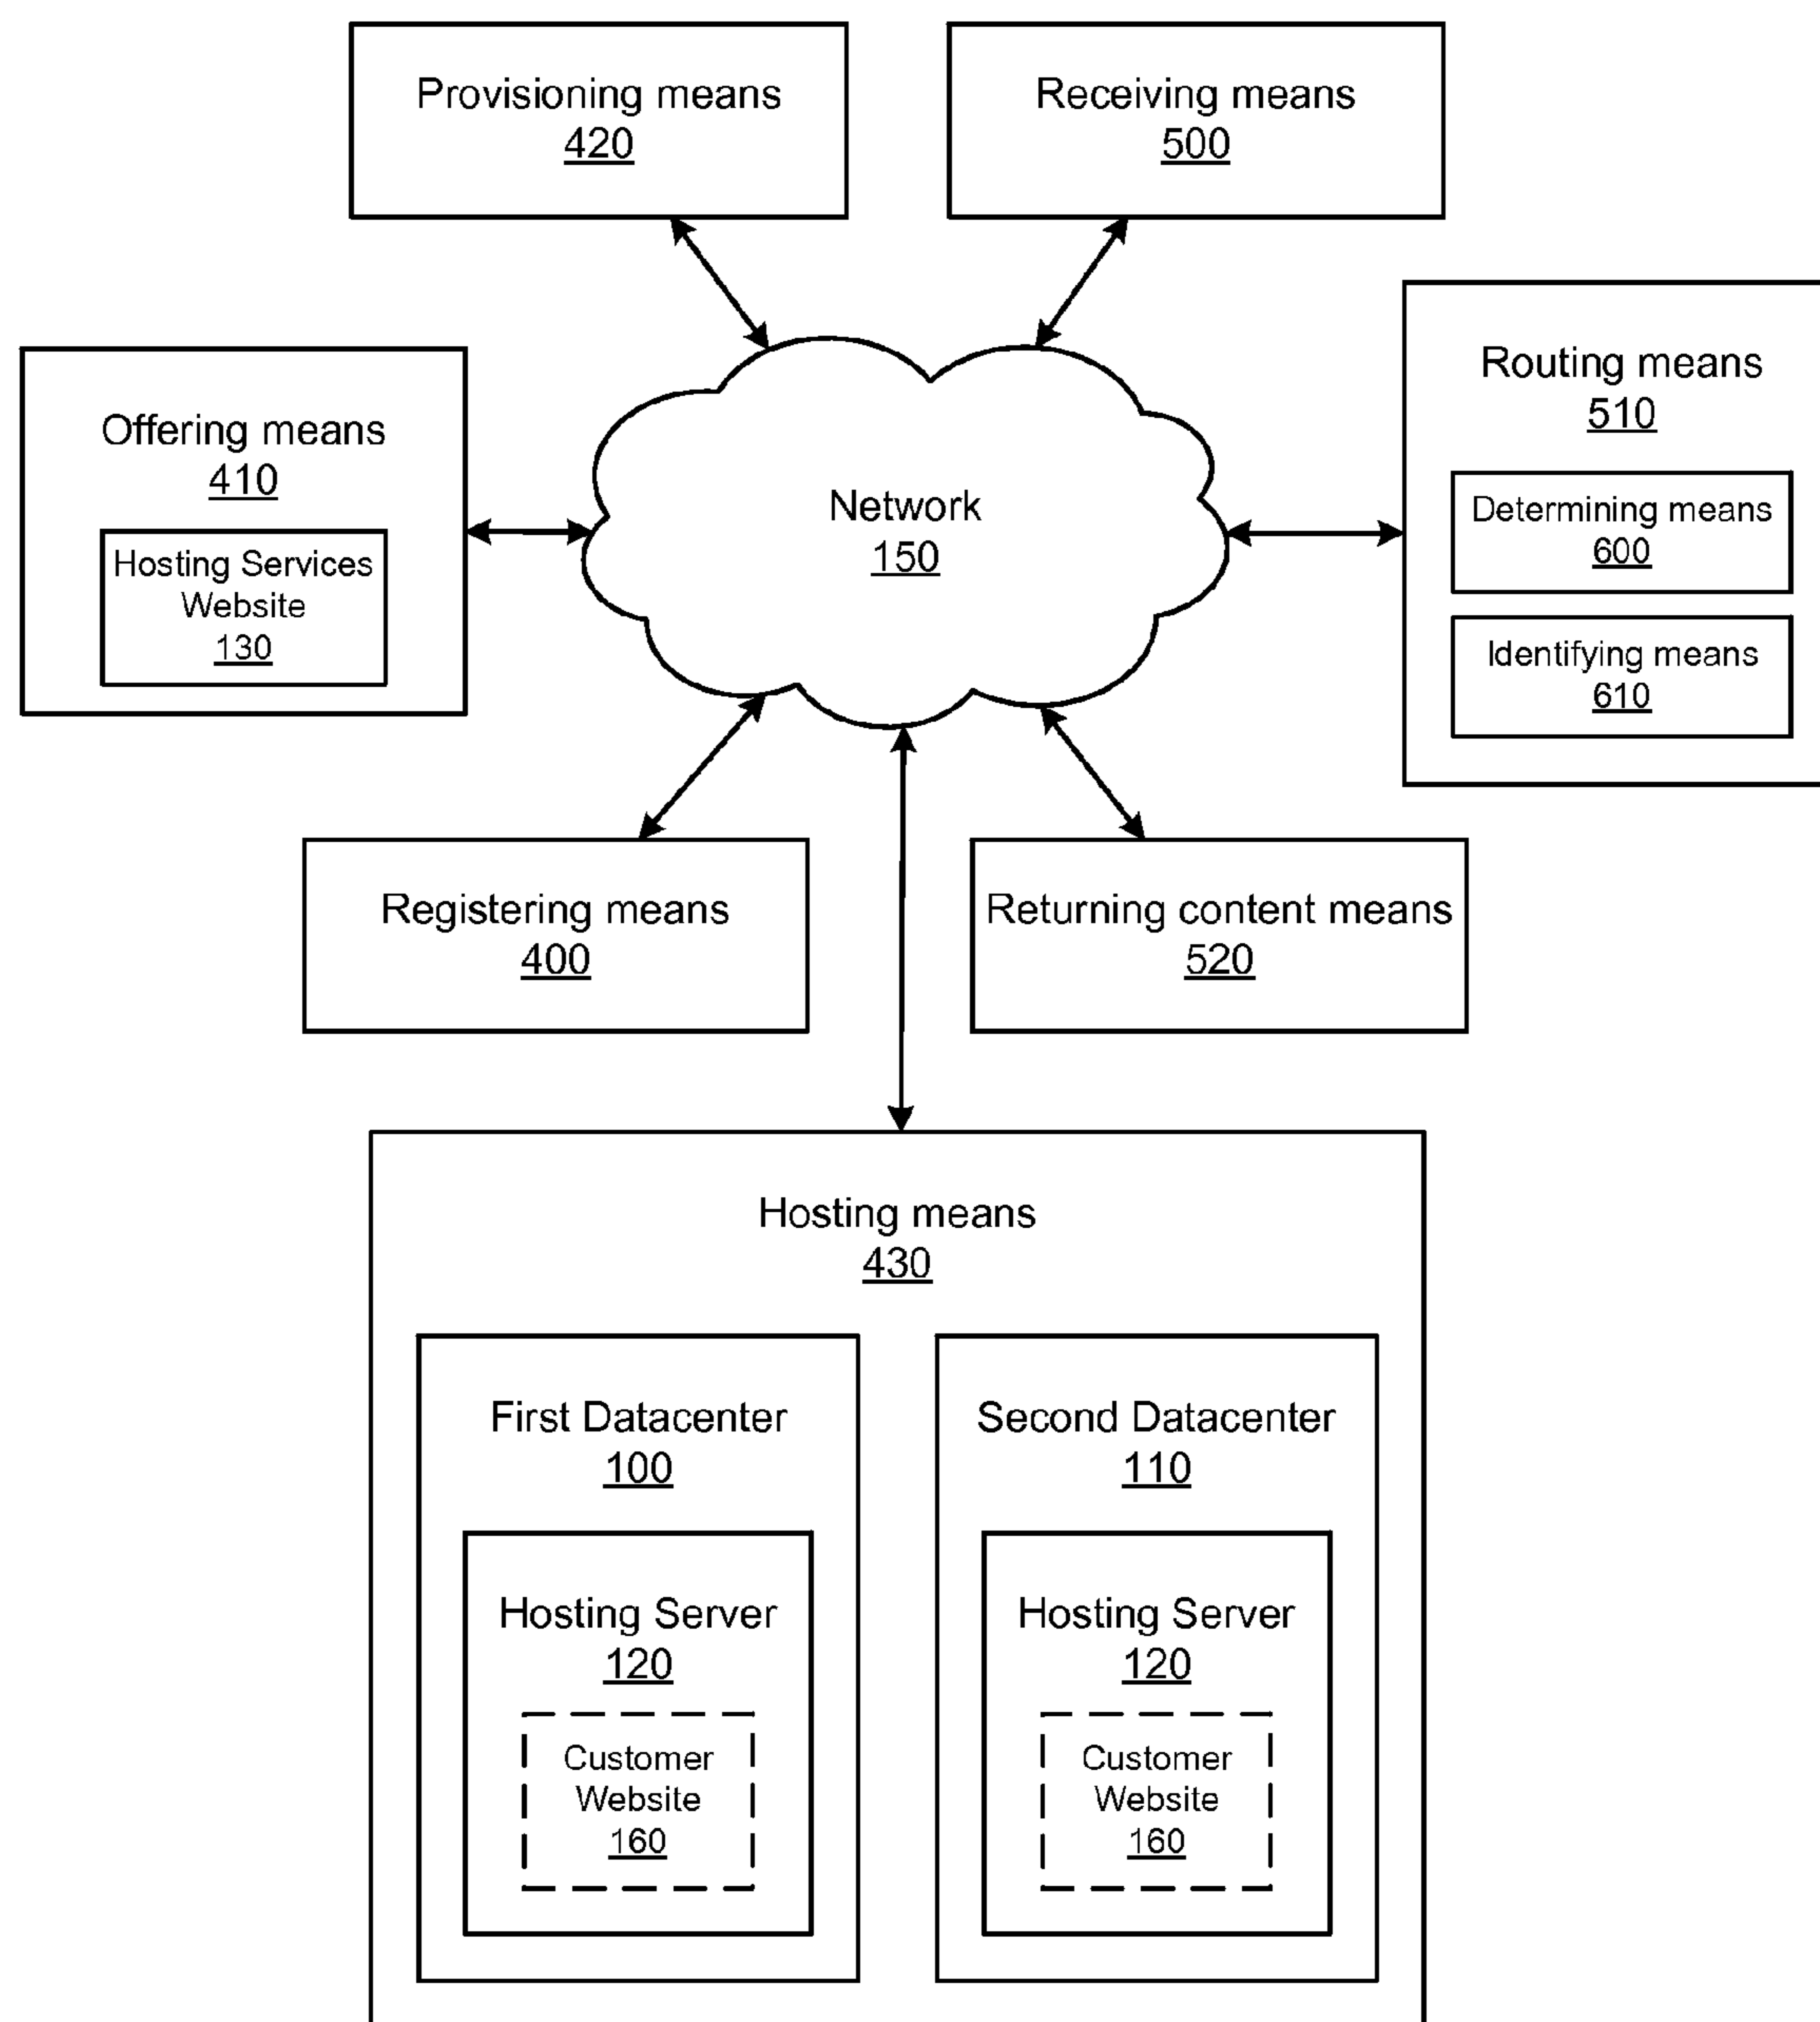 Provisioning means
420
Receiving means
500
Offering means
410
Hosting Services
Website
130
Network
150
Routing means
510
Determining means
600
Identifying means
610
Registering means
400
Returning content means
520
Hosting means
430
First Datacenter
100
Hosting Server
120
Customer
Website
160
Second Datacenter
110
Hosting Server
120
Customer
Website
160